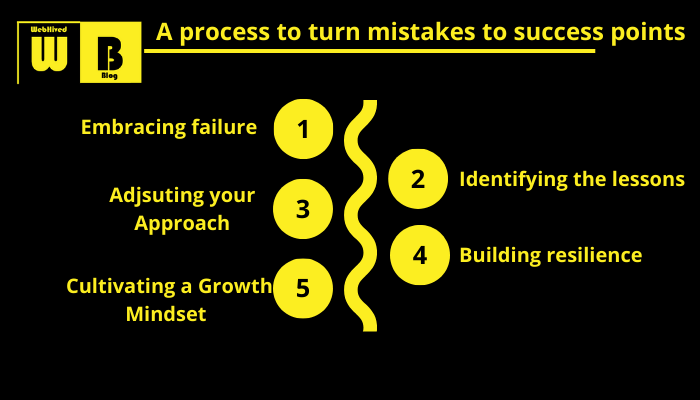 WebHived
W
B
Blog
A process to turn mistakes to success points
Embracing failure
1
2
Identifying the lessons
Adjsuting your
Approach
3
4
Building resilience
Cultivating a Growth
Mindset
5